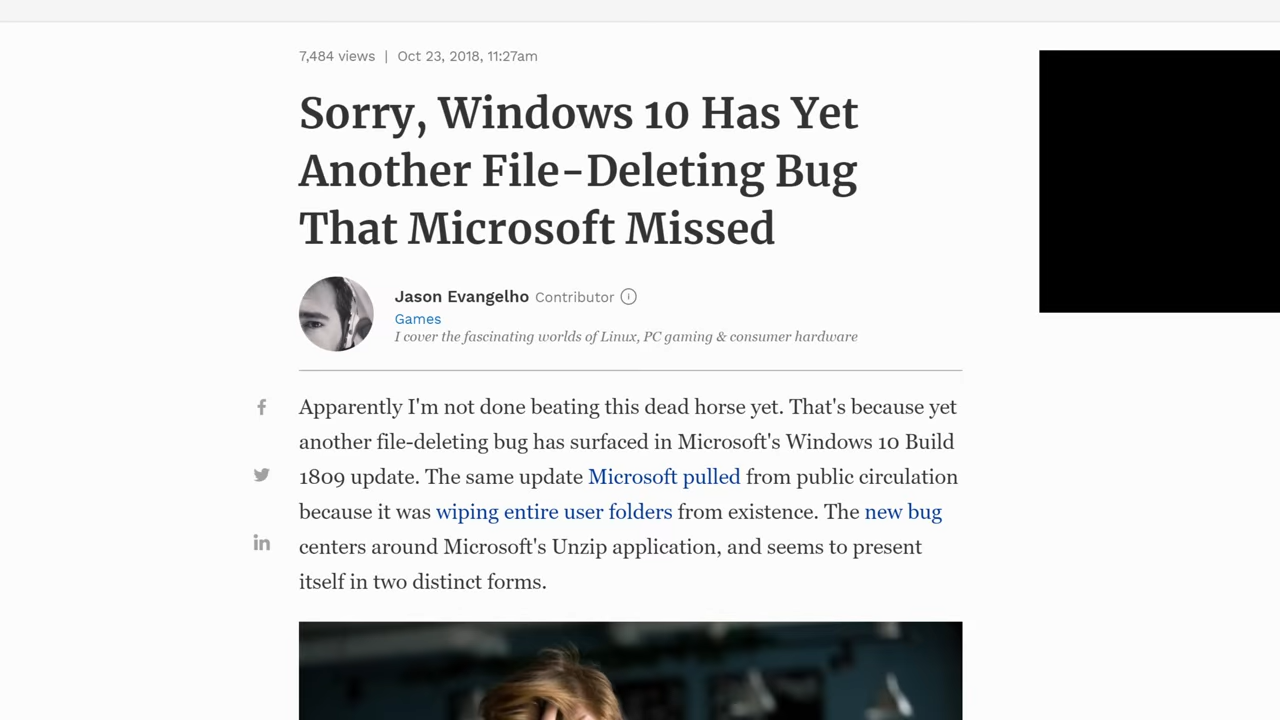 7,484 views | Oct 23, 2018, 11:27am
Sorry, Windows 10 Has Yet
Another File-Deleting Bug
That Microsoft Missed
Jason Evangelho Contributor i
Games
I cover the fascinating worlds of Linux, PC gaming & consumer hardware
Apparently I'm not done beating this dead horse yet. That's because yet
another file-deleting bug has surfaced in Microsoft's Windows 10 Build
1809 update. The same update Microsoft pulled from public circulation
because it was wiping entire user folders from existence. The new bug
centers around Microsoft's Unzip application, and seems to present
itself in two distinct forms.